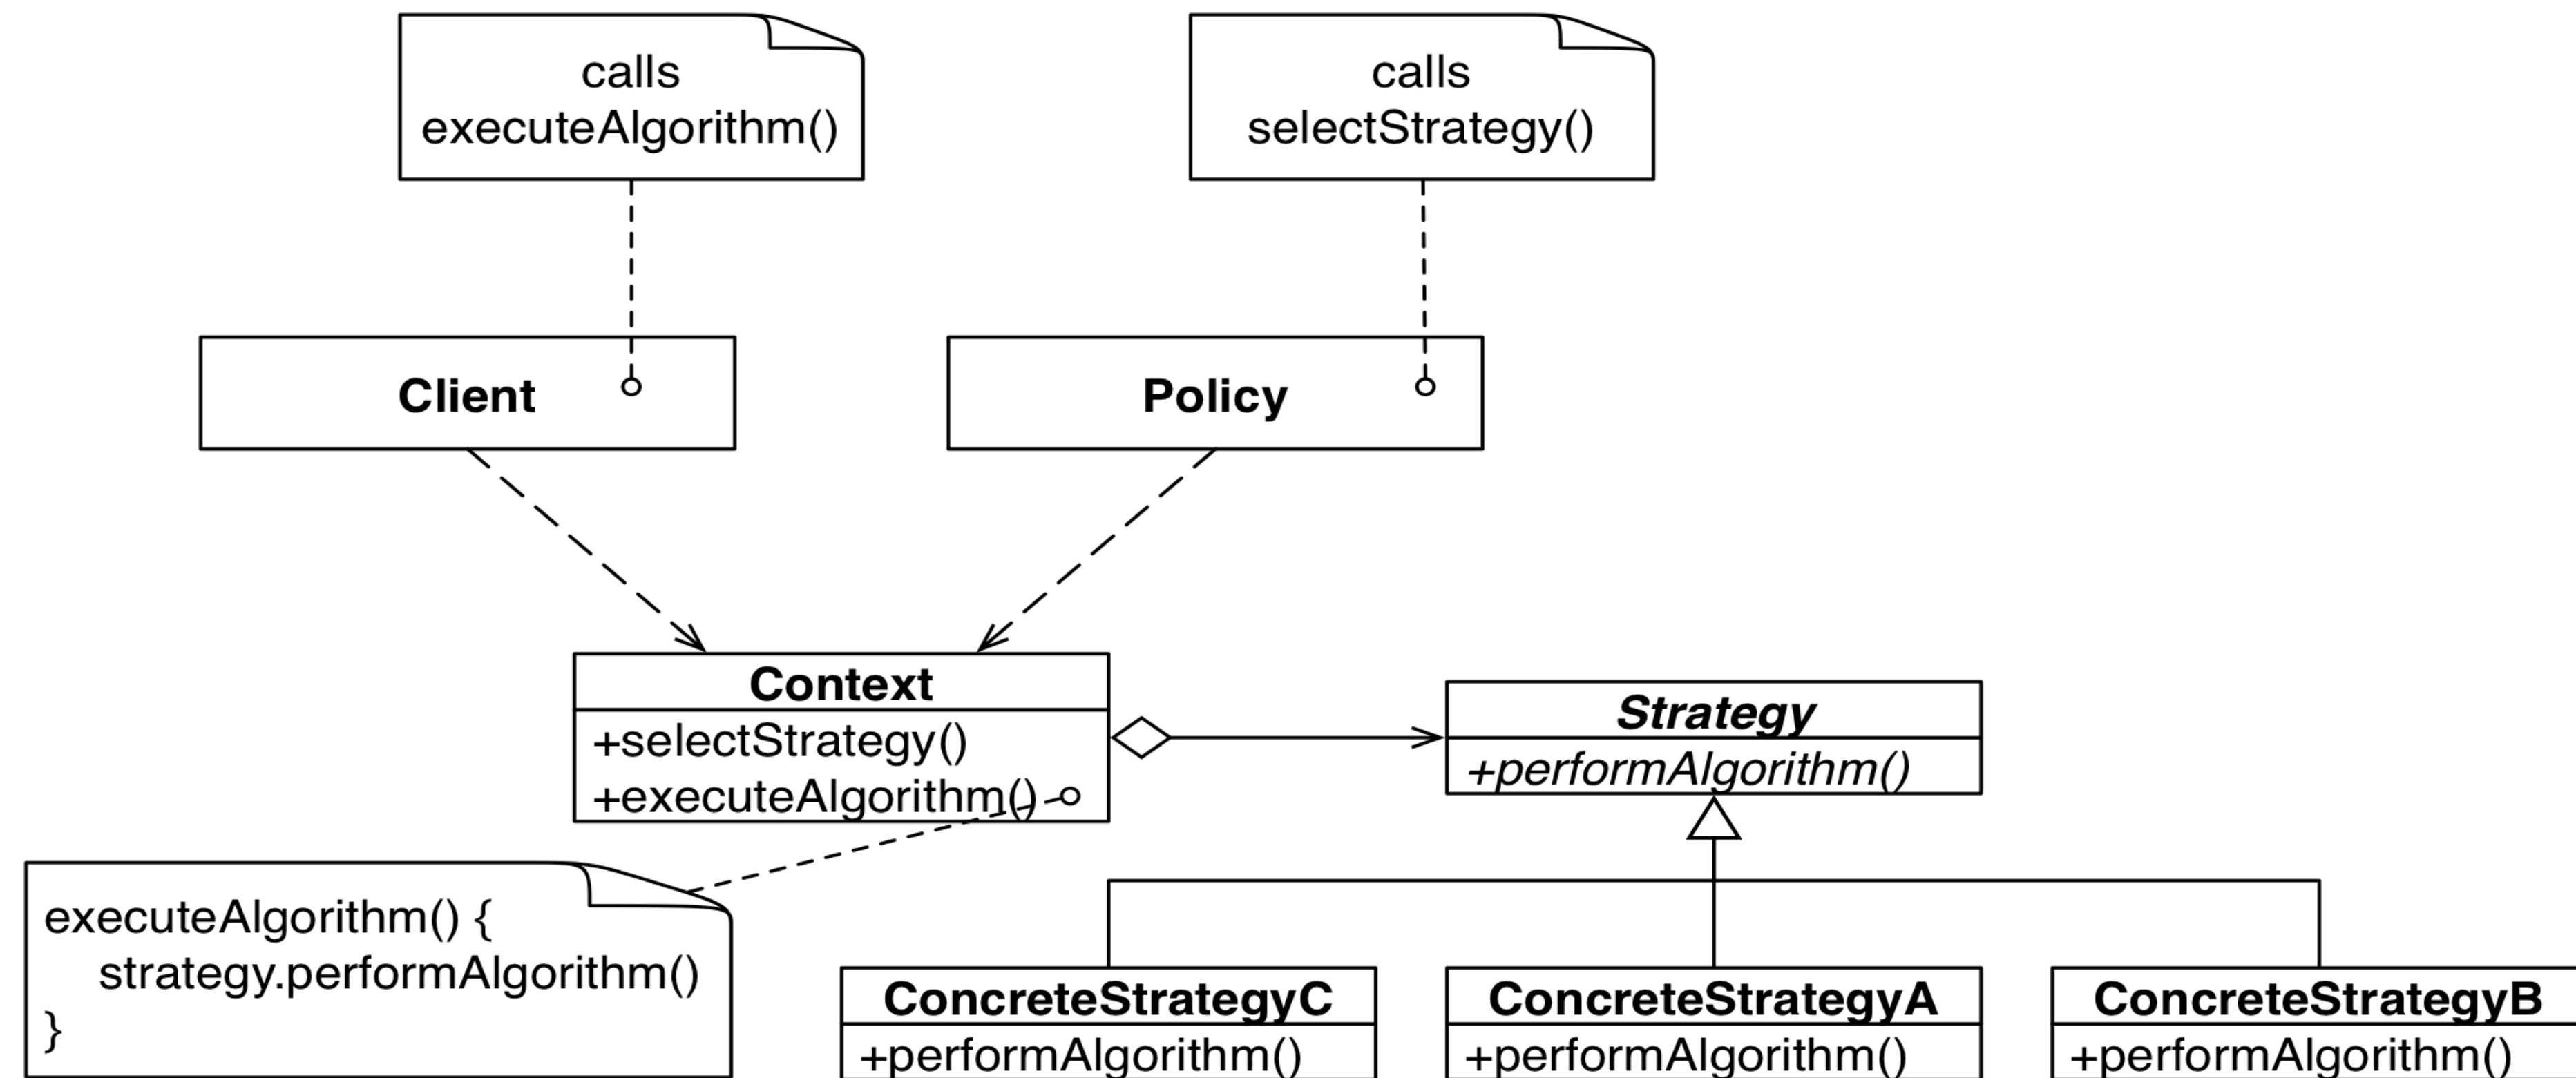 calls
executeAlgorithm()
calls
selectStrategy()
Client
Policy
Context
+selectStrategy()
+executeAlgorithm()
Strategy
+performAlgorithm()
executeAlgorithm() {
strategy.performAlgorithm()
}
ConcreteStrategyC
+performAlgorithm()
ConcreteStrategyA
+performAlgorithm()
ConcreteStrategyB
+performAlgorithm()